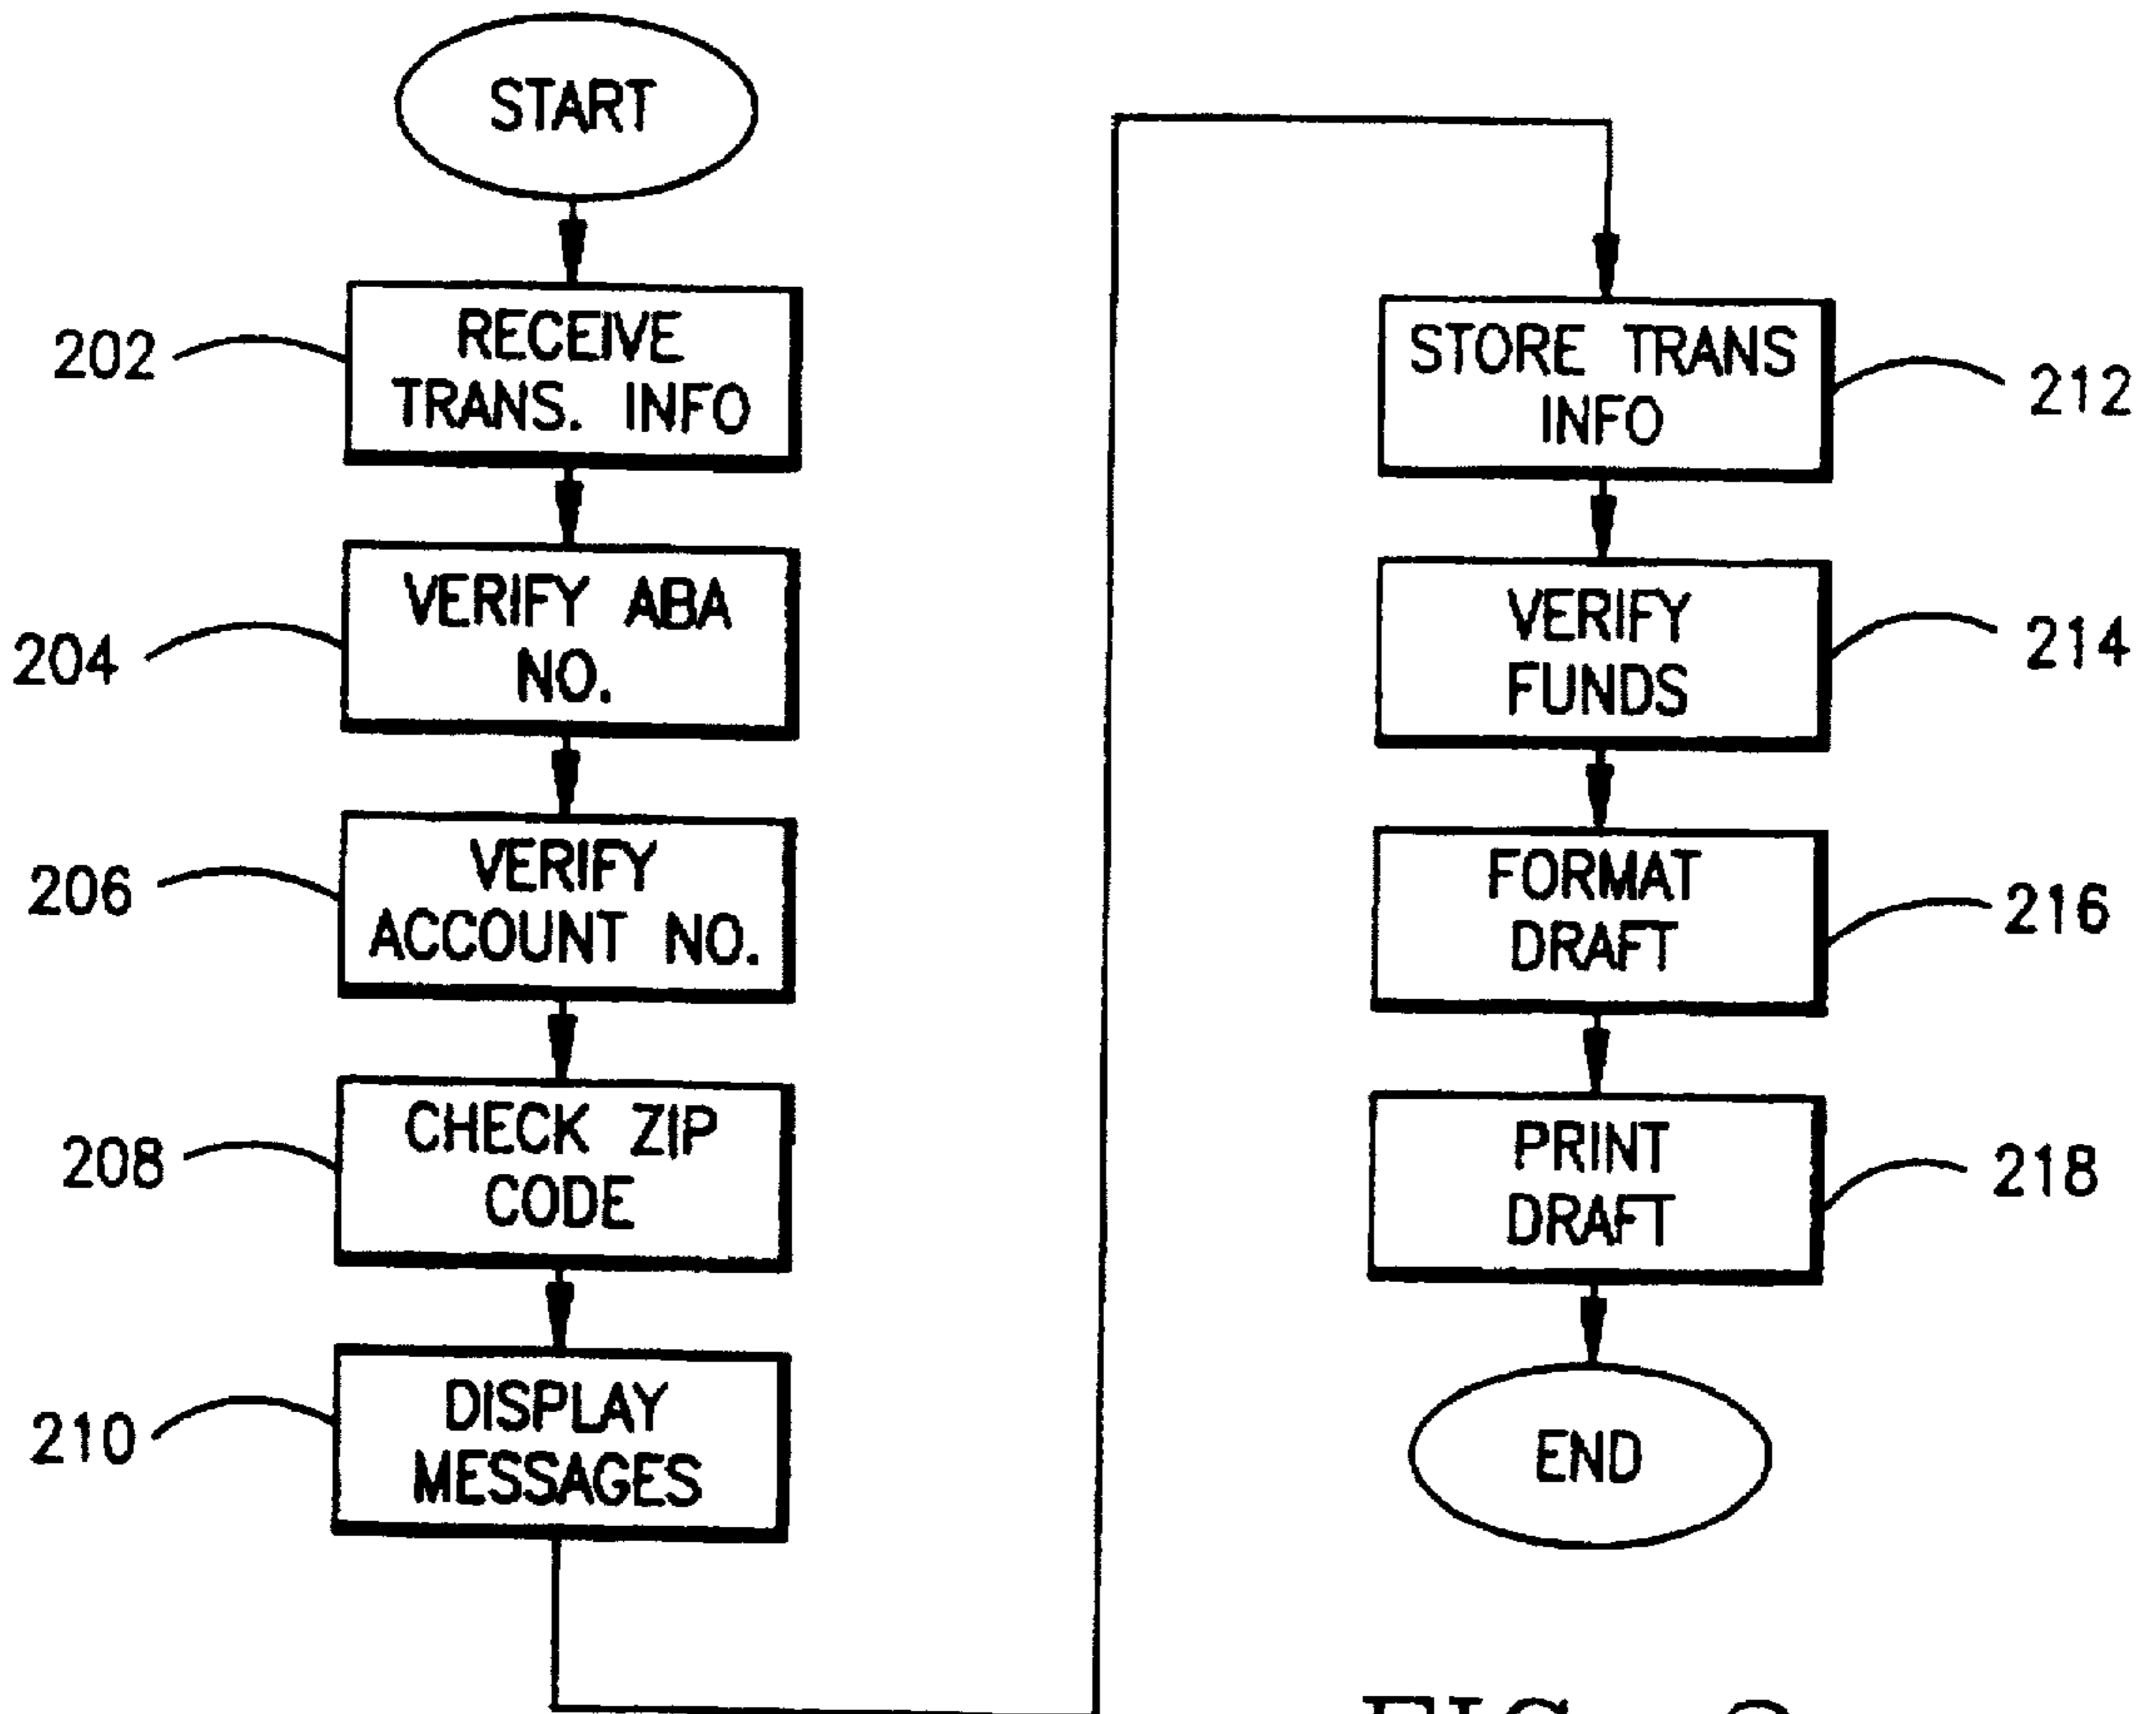 START
202
RECEIVE
TRANS. INFO
204
VERIFY ABA
NO.
206
VERIFY
ACCOUNT NO.
208
CHECK ZIP
CODE
210
DISPLAY
MESSAGES
STORE TRANS
INFO
212
VERIFY
FUNDS
214
FORMAT
DRAFT
216
PRINT
DRAFT
218
END